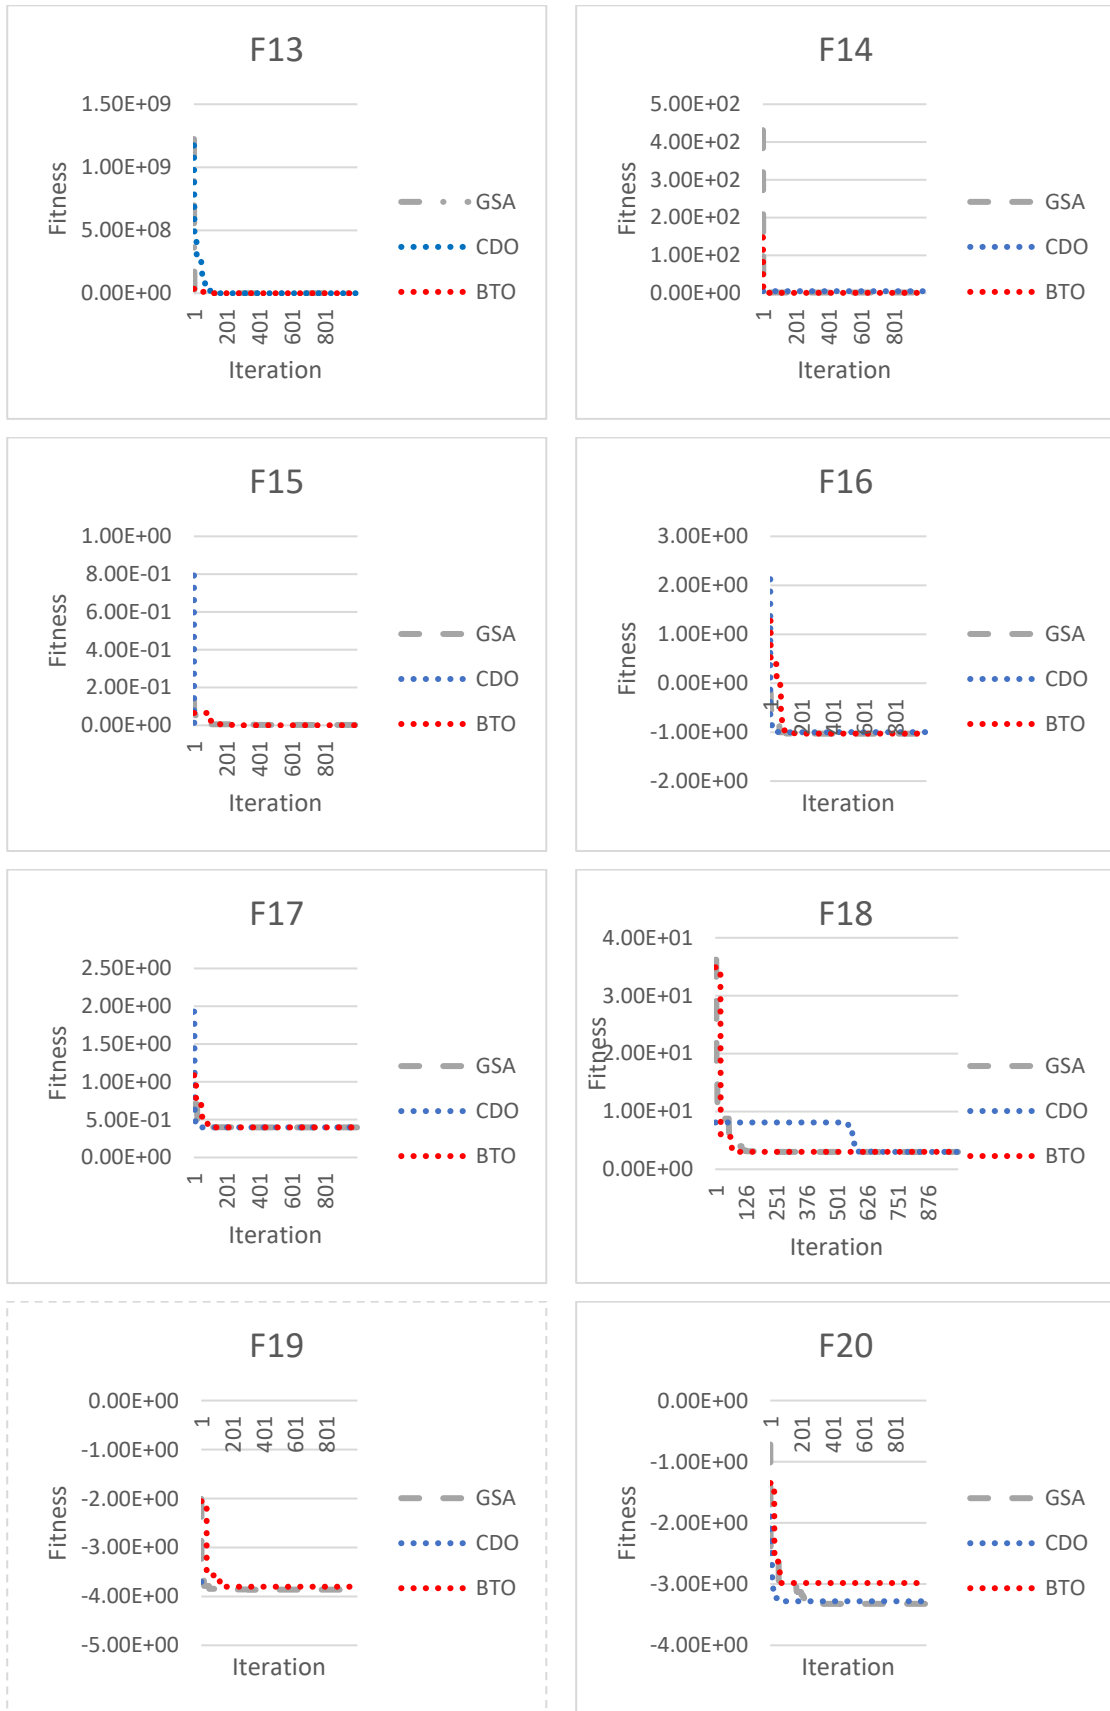 F13
1.50E+09
1.00E+09
5.00E+08
0.00E+00
Fitness
1 201 401 601 801
Iteration
GSA
CDO
BTO
F14
5.00E+02
4.00E+02
3.00E+02
2.00E+02
1.00E+02
0.00E+00
Fitness
1 201 401 601 801
Iteration
GSA
CDO
BTO
F15
1.00E+00
8.00E-01
6.00E-01
4.00E-01
2.00E-01
0.00E+00
Fitness
1 201 401 601 801
Iteration
GSA
CDO
BTO
F16
3.00E+00
2.00E+00
1.00E+00
0.00E+00
-1.00E+00
-2.00E+00
Fitness
1 201 401 601 801
Iteration
GSA
CDO
BTO
F17
2.50E+00
2.00E+00
1.50E+00
1.00E+00
5.00E-01
0.00E+00
Fitness
1 201 401 601 801
Iteration
GSA
CDO
BTO
F18
4.00E+01
3.00E+01
2.00E+01
1.00E+01
0.00E+00
Fitness
1 126 251 376 501 626 751 876
Iteration
GSA
CDO
BTO
F19
0.00E+00
-1.00E+00
-2.00E+00
-3.00E+00
-4.00E+00
-5.00E+00
Fitness
1 201 401 601 801
Iteration
GSA
CDO
BTO
F20
0.00E+00
-1.00E+00
-2.00E+00
-3.00E+00
-4.00E+00
Fitness
1 201 401 601 801
Iteration
GSA
CDO
BTO